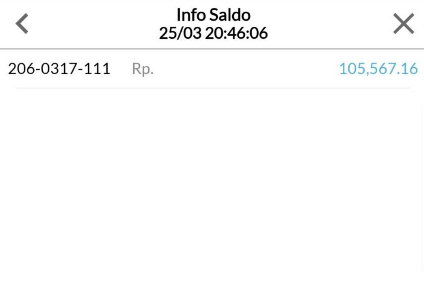 Info Saldo
25/03 20:46:06
206-0317-111 Rp. 105,567.16